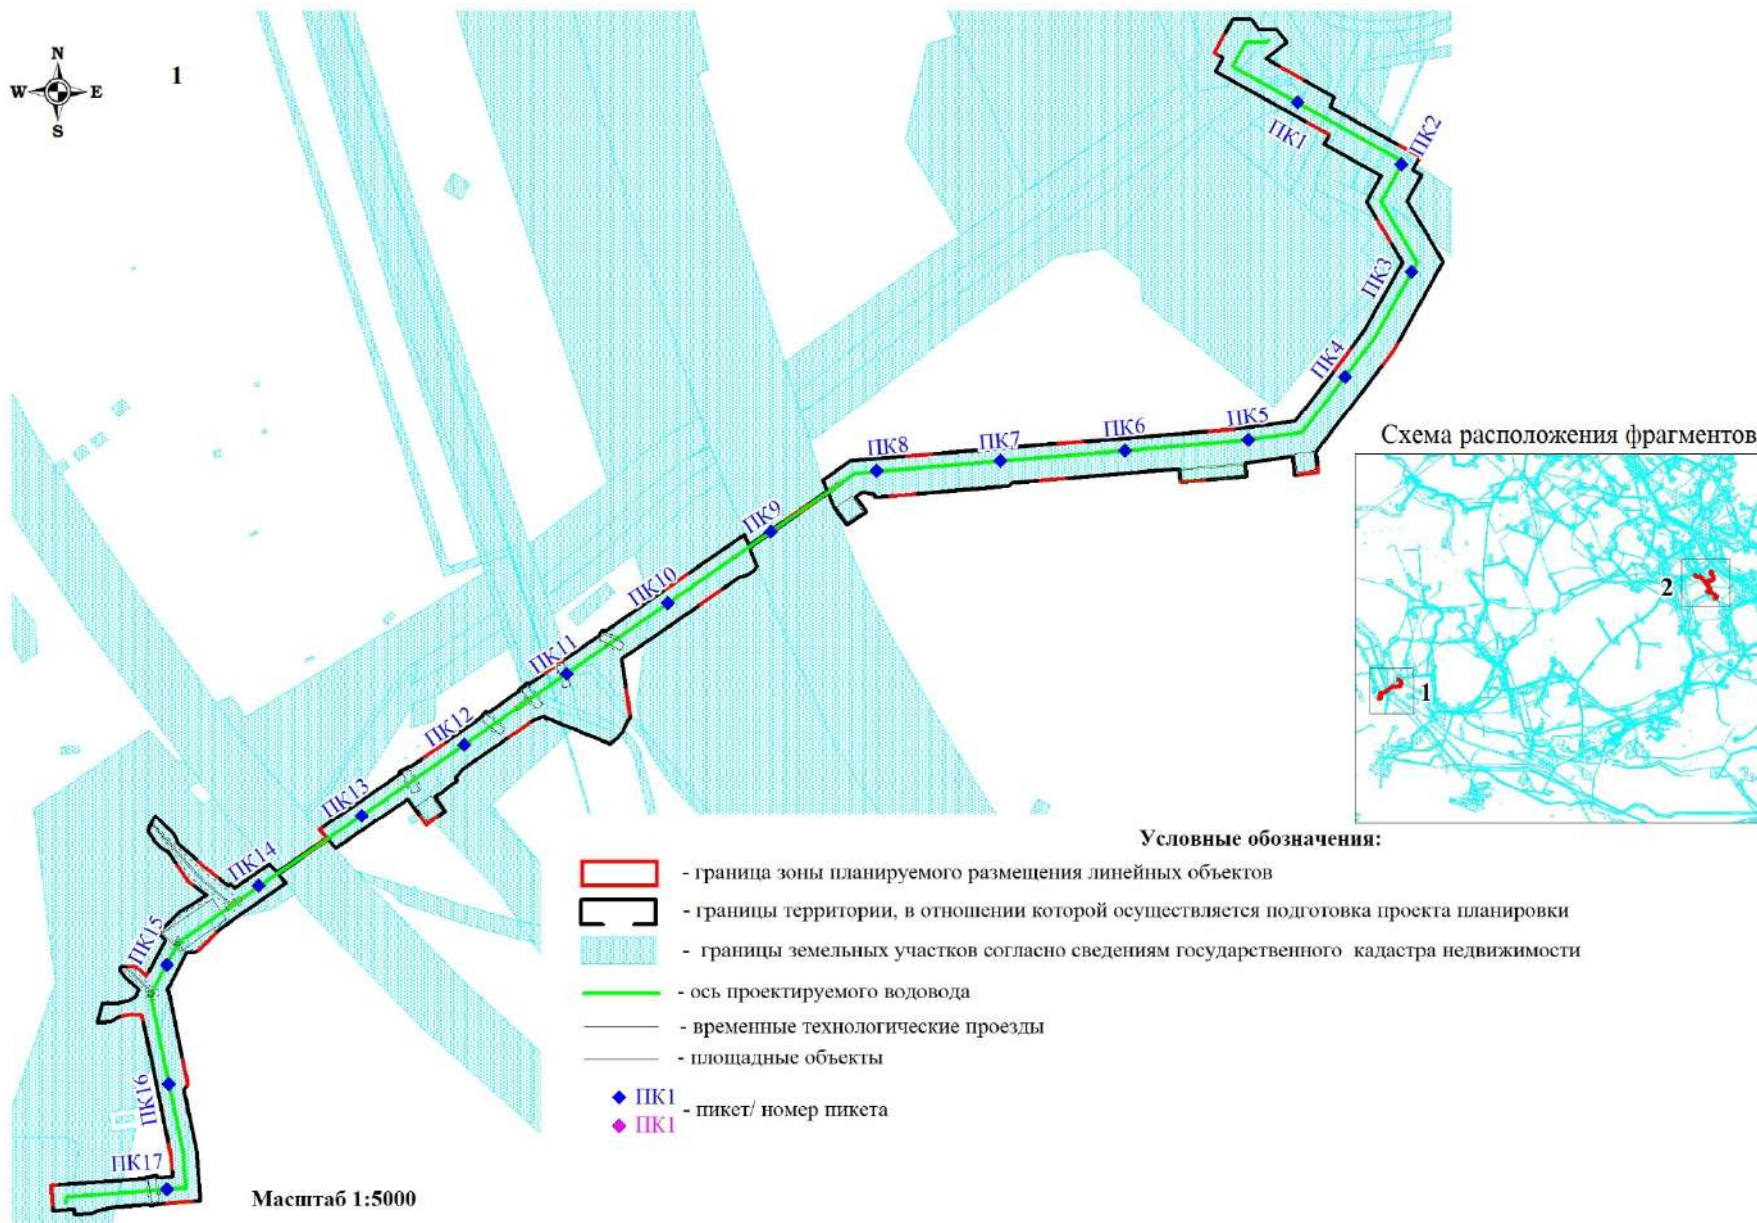 N
W E
S
1
ПК1
ПК2
ПК3
ПК4
ПК5
ПК6
ПК7
ПК8
ПК9
ПК10
ПК11
ПК12
ПК13
ПК14
ПК15
ПК16
ПК17
Схема расположения фрагментов
2
1
Условные обозначения:
- граница зоны планируемого размещения линейных объектов
- границы территории, в отношении которой осуществляется подготовка проекта планировки
- границы земельных участков согласно сведениям государственного кадастра недвижимости
- ось проектируемого водовода
- временные технологические проезды
- площадные объекты
ПК1
- пикет/ номер пикета
ПК1
Масштаб 1:5000